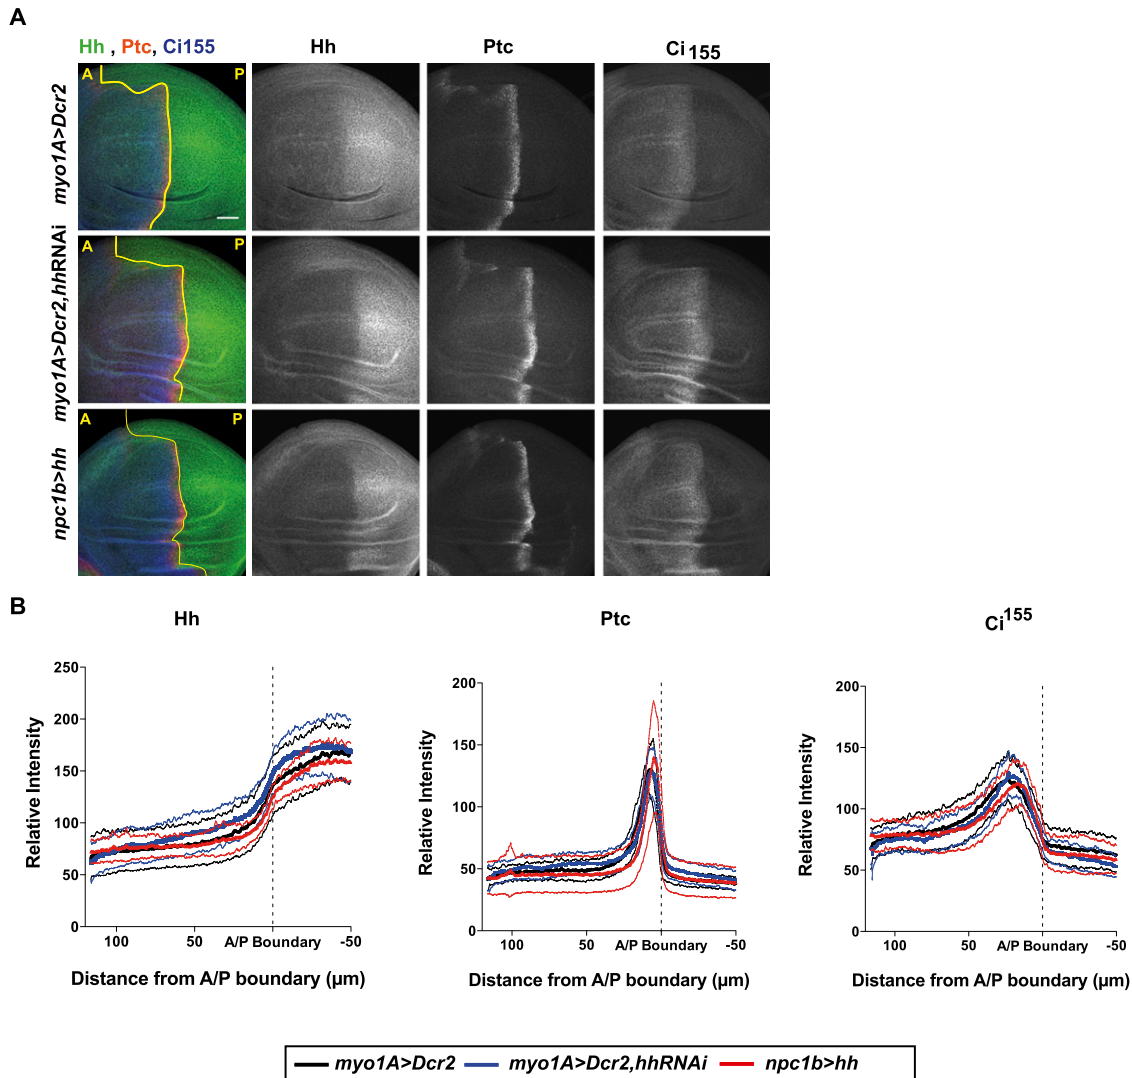 A
Hh , Ptc, Ci155
Hh
Ptc
Ci 155
myo1A>Dcr2
A P
myo1A>Dcr2,hhRNAi
A P
npc1b>hh
A P
B
Hh
Ptc
Ci155
Relative Intensity
250
200
150
100
50
0
100 50 A/P Boundary -50
Distance from A/P boundary (µm)
Relative Intensity
200
150
100
50
0
100 50 A/P Boundary -50
Distance from A/P boundary (µm)
Relative Intensity
200
150
100
50
0
100 50 A/P Boundary -50
Distance from A/P boundary (µm)
myo1A>Dcr2 myo1A>Dcr2,hhRNAi npc1b>hh